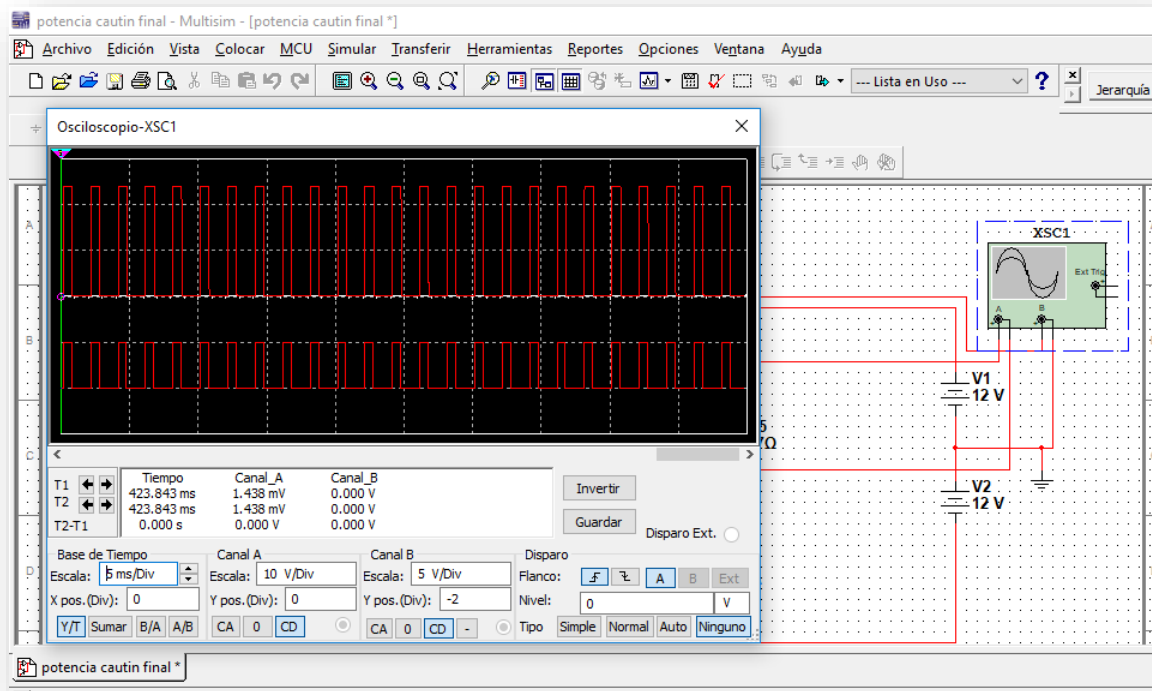 potencia cautin final - Multisim - [potencia cautin final *]
Archivo Edición Vista Colocar MCU Simular Transferir Herramientas Reportes Opciones Ventana Ayuda
--- Lista en Uso ---
Jerarquía
Osciloscopio-XSC1
XSC1
Ext Trig
A B
V1
12 V
V2
12 V
A
B
C
D
T1
T2
T2-T1
Tiempo Canal_A Canal_B
423.843 ms 1.438 mV 0.000 V
423.843 ms 1.438 mV 0.000 V
0.000 s 0.000 V 0.000 V
Invertir
Guardar
Disparo Ext.
Base de Tiempo
Escala: 5 ms/Div
X pos.(Div): 0
Y/T Sumar B/A A/B
Canal A
Escala: 10 V/Div
Y pos.(Div): 0
CA 0 CD
Canal B
Escala: 5 V/Div
Y pos.(Div): -2
CA 0 CD -
Disparo
Flanco: A B Ext
Nivel: 0 V
Tipo Simple Normal Auto Ninguno
potencia cautin final *